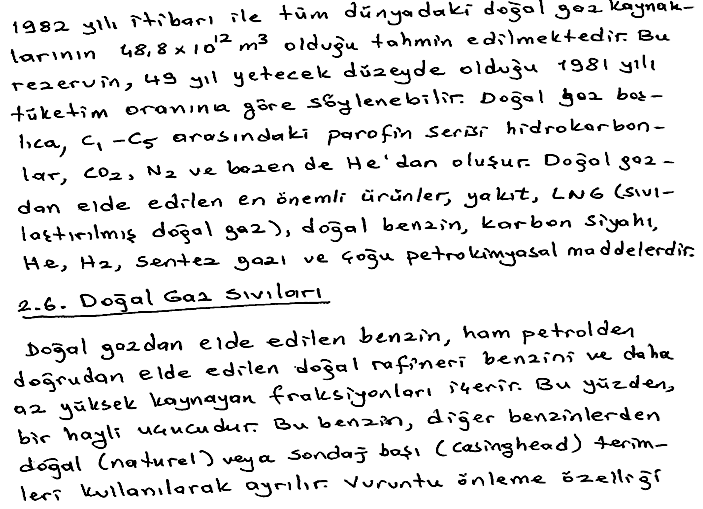 1982 yılı itibarı ile tüm dünyadaki doğal gaz kaynak-
larının 48,8 x 10¹² m³ olduğu tahmin edilmektedir. Bu
rezervin, 49 yıl yetecek düzeyde olduğu 1981 yılı
tüketim oranına göre söylenebilir. Doğal gaz baş-
lıca, C₁-C₅ arasındaki parafin serisi hidrokarbon-
lar, CO₂, N₂ ve bazen de He'dan oluşur. Doğal gaz-
dan elde edilen en önemli ürünler, yakıt, LNG (sıvı-
laştırılmış doğal gaz), doğal benzin, karbon siyahı,
He, H₂, sentez gazı ve çoğu petrokimyasal maddelerdir.
2.6. Doğal Gaz Sıvıları
Doğal gazdan elde edilen benzin, ham petrolden
doğrudan elde edilen doğal rafineri benzini ve daha
az yüksek kaynayan fraksiyonları içerir. Bu yüzden,
bir hayli uçucudur. Bu benzin, diğer benzinlerden
doğal (naturel) veya sondaj başı (casinghead) terim-
leri kullanılarak ayrılır. Vuruntu önleme özelliği